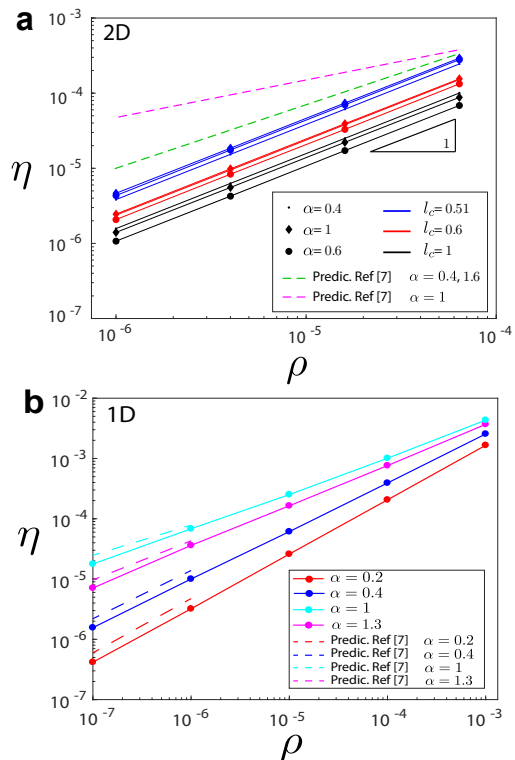 a
2D
10^-3
10^-4
10^-5
10^-6
10^-7
η
1
α= 0.4
α= 1
α= 0.6
l_c= 0.51
l_c= 0.6
l_c= 1
Predic. Ref [7] α = 0.4, 1.6
Predic. Ref [7] α = 1
10^-6 10^-5 10^-4
ρ
b
1D
10^-2
10^-3
10^-4
10^-5
10^-6
10^-7
η
α = 0.2
α = 0.4
α = 1
α = 1.3
Predic. Ref [7] α = 0.2
Predic. Ref [7] α = 0.4
Predic. Ref [7] α = 1
Predic. Ref [7] α = 1.3
10^-7 10^-6 10^-5 10^-4 10^-3
ρ